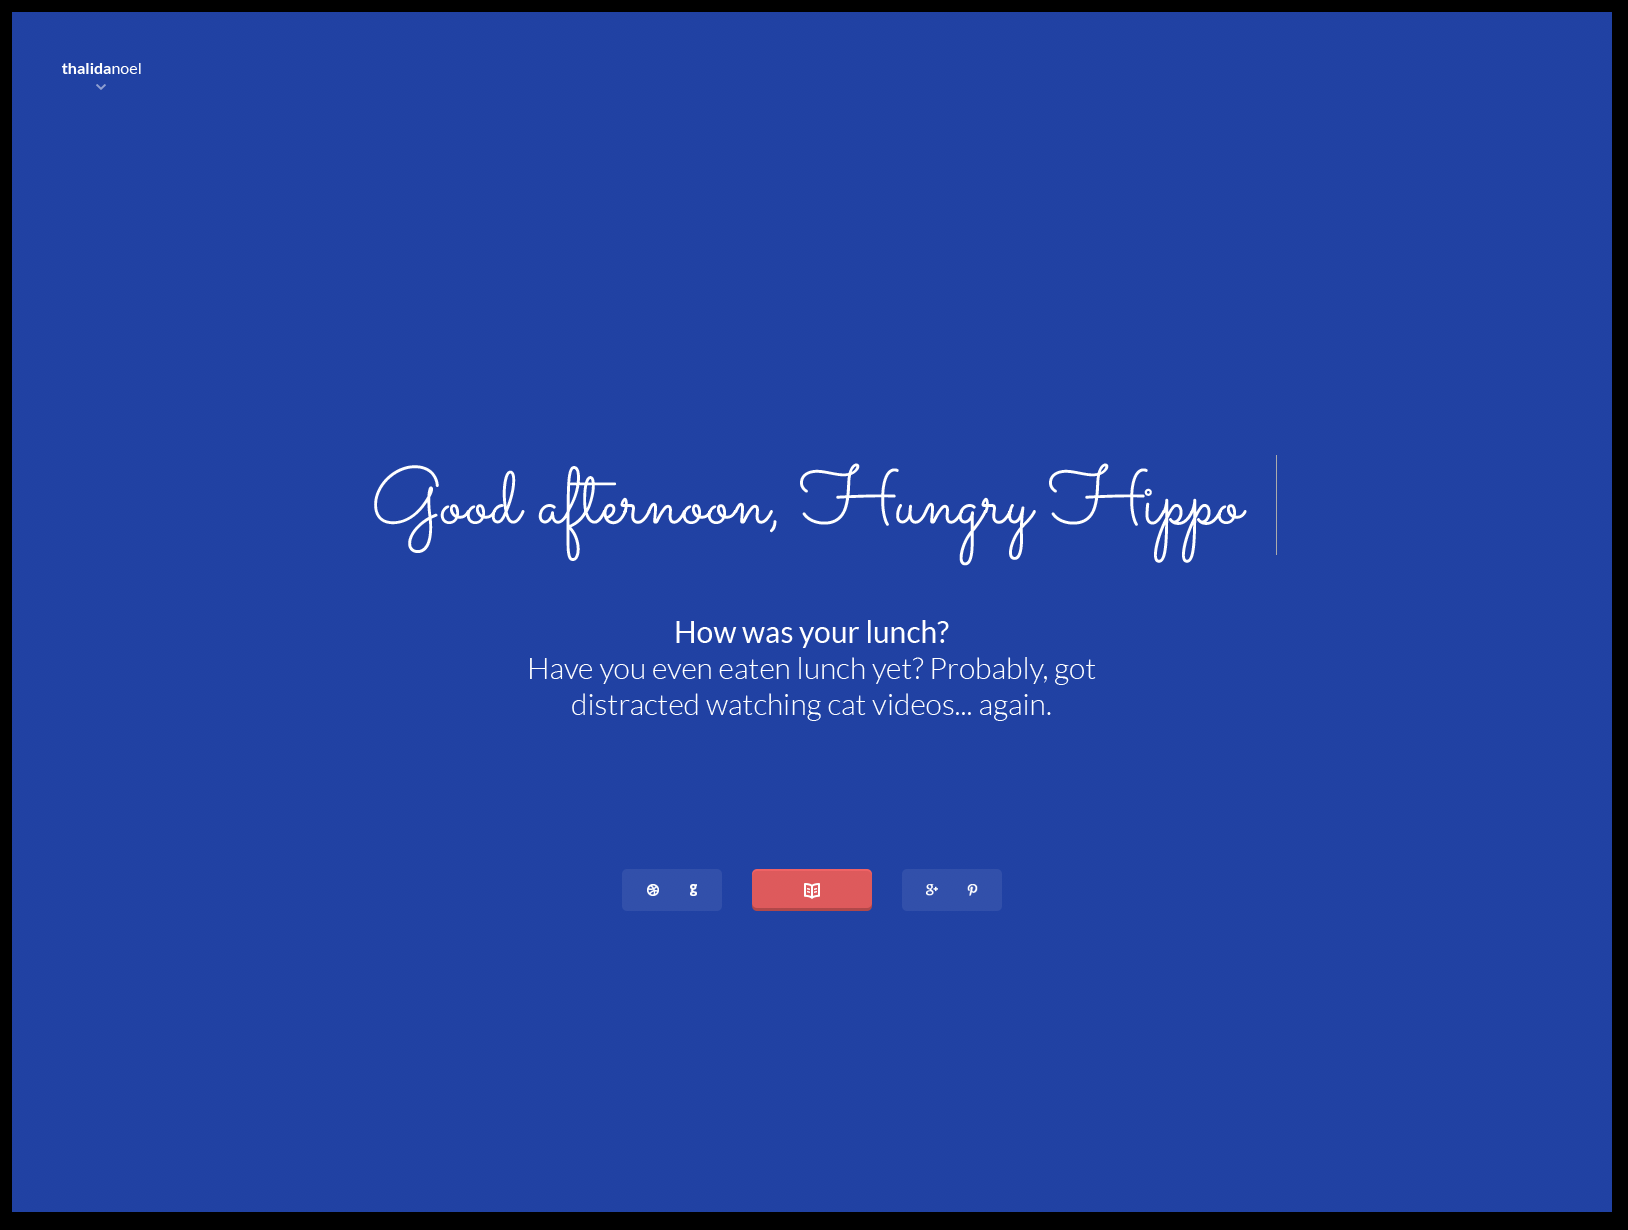 thalidanoel
Good afternoon, Hungry Hippo
How was your lunch?
Have you even eaten lunch yet? Probably, got
distracted watching cat videos... again.